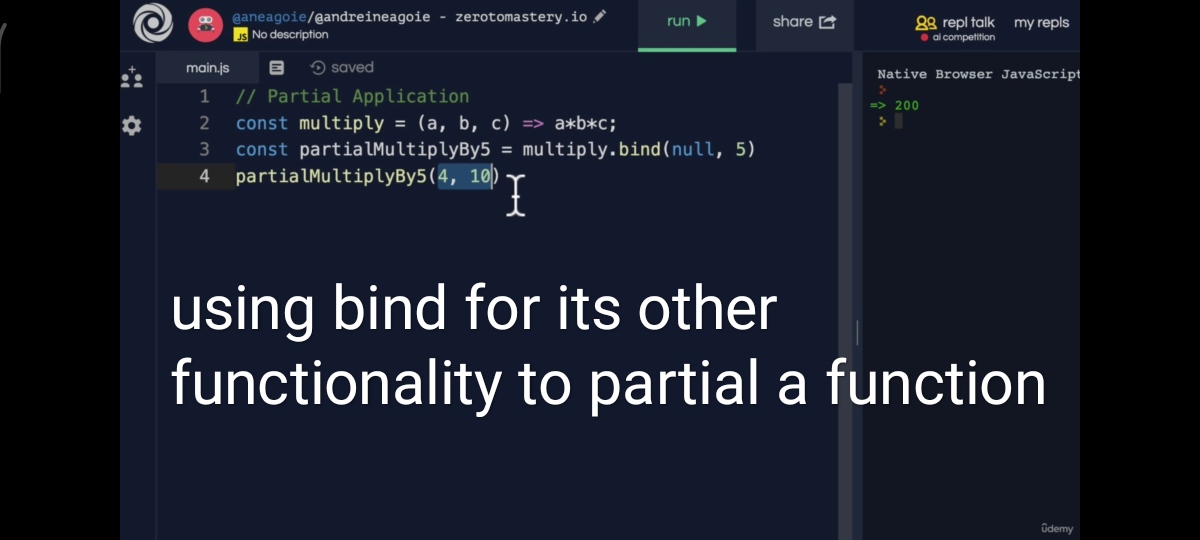 @aneagoie/@andreineagoie - zerotomastery.io
JS No description
run
share
repl talk
ai competition
my repls
main.js
saved
1 // Partial Application
2 const multiply = (a, b, c) => a*b*c;
3 const partialMultiplyBy5 = multiply.bind(null, 5)
4 partialMultiplyBy5(4, 10)
Native Browser JavaScript
=> 200
using bind for its other
functionality to partial a function
ûdemy